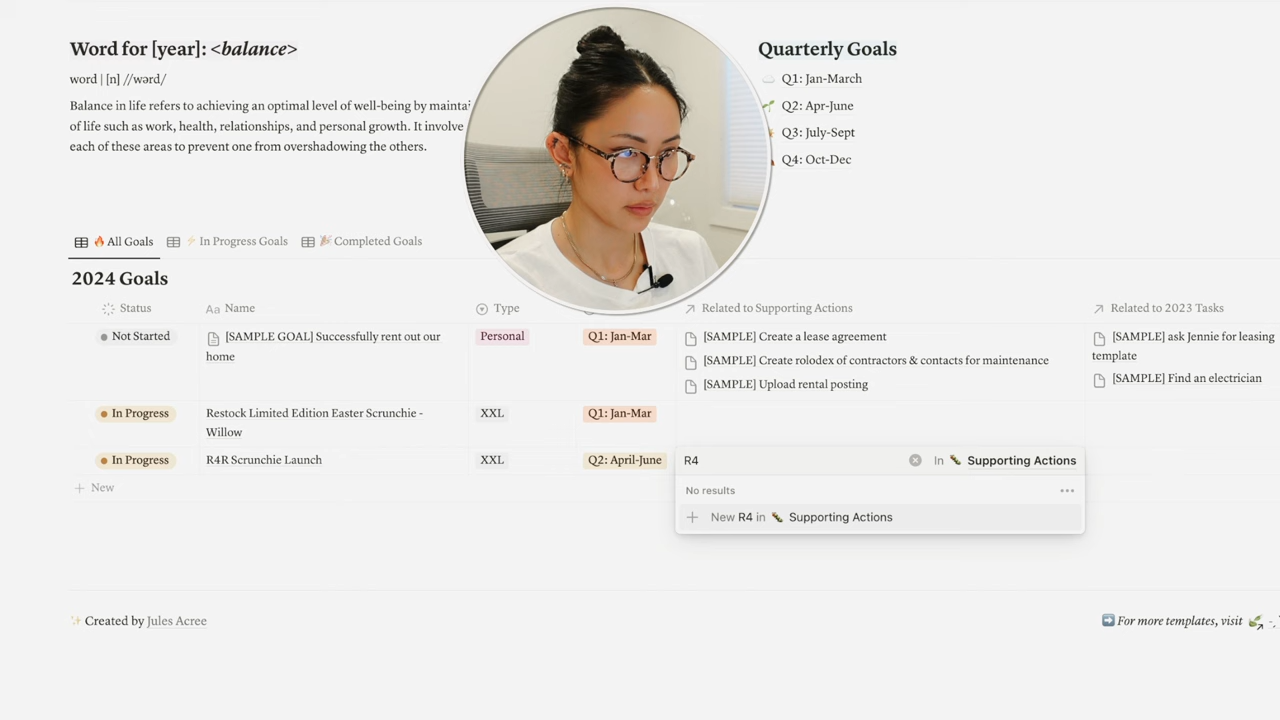 Word for [year]: <balance>
word | [n] //wərd/
Balance in life refers to achieving an optimal level of well-being by
of life such as work, health, relationships, and personal growth. It involve
each of these areas to prevent one from overshadowing the others.
Quarterly Goals
Q1: Jan-March
Q2: Apr-June
Q3: July-Sept
Q4: Oct-Dec
All Goals In Progress Goals Completed Goals
2024 Goals
Status Aa Name Type Related to Supporting Actions Related to 2023 Tasks
Not Started [SAMPLE GOAL] Successfully rent out our Personal Q1: Jan-Mar [SAMPLE] Create a lease agreement [SAMPLE] ask Jennie for leasing
home [SAMPLE] Create rolodex of contractors & contacts for maintenance template
[SAMPLE] Upload rental posting [SAMPLE] Find an electrician
In Progress Restock Limited Edition Easter Scrunchie - XXL Q1: Jan-Mar
Willow
In Progress R4R Scrunchie Launch XXL Q2: April-June R4 In Supporting Actions
+ New No results
New R4 in Supporting Actions
Created by Jules Acree For more templates, visit